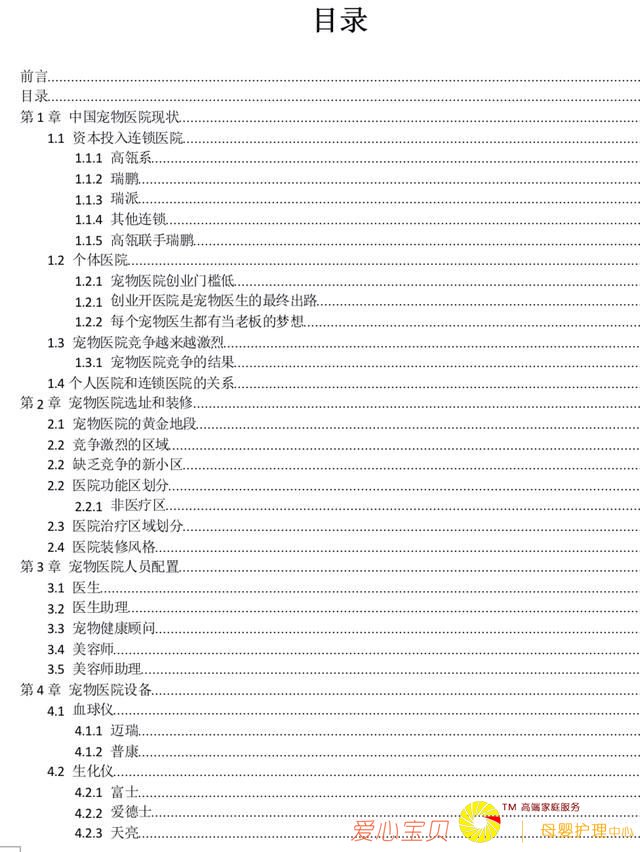 目录
前言
目录
第1章 中国宠物医院现状
1.1 资本投入连锁医院
1.1.1 高瓴系
1.1.2 瑞鹏
1.1.3 瑞派
1.1.4 其他连锁
1.1.5 高瓴联手瑞鹏
1.2 个体医院
1.2.1 宠物医院创业门槛低
1.2.1 创业开医院是宠物医生的最终出路
1.2.2 每个宠物医生都有当老板的梦想
1.3 宠物医院竞争越来越激烈
1.3.1 宠物医院竞争的结果
1.4 个人医院和连锁医院的关系
第2章 宠物医院选址和装修
2.1 宠物医院的黄金地段
2.2 竞争激烈的区域
2.2 缺乏竞争的新小区
2.2 医院功能区划分
2.2.1 非医疗区
2.3 医院治疗区域划分
2.4 医院装修风格
第3章 宠物医院人员配置
3.1 医生
3.2 医生助理
3.3 宠物健康顾问
3.4 美容师
3.5 美容师助理
第4章 宠物医院设备
4.1 血球仪
4.1.1 迈瑞
4.1.2 普康
4.2 生化仪
4.2.1 富士
4.2.2 爱德士
4.2.3 天亮
爱心宝贝 TM 高端家庭服务 母婴护理中心